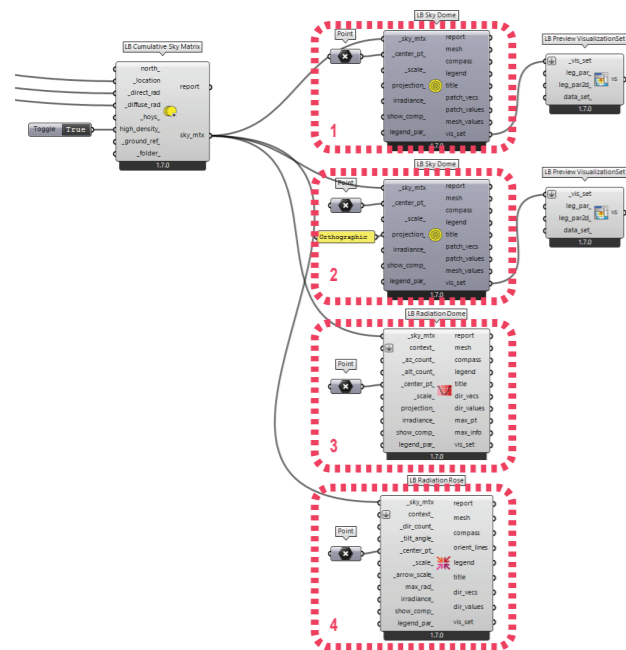 LB Cumulative Sky Matrix
north_
_location
_direct_rad
_diffuse_rad
_hoys_
high_density_
_ground_ref_
_folder_
report
sky_mtx
1.7.0
Toggle True
LB Sky Dome
Point
_sky_mtx
_center_pt_
_scale_
projection_
irradiance_
show_comp_
legend_par_
report
mesh
compass
legend
title
patch_vecs
patch_values
mesh_values
vis_set
1.7.0
1
LB Preview VisualizationSet
_vis_set
leg_par_
leg_par2d_
data_set_
vis
1.7.0
LB Sky Dome
Point
Orthographic
_sky_mtx
_center_pt_
_scale_
projection_
irradiance_
show_comp_
legend_par_
report
mesh
compass
legend
title
patch_vecs
patch_values
mesh_values
vis_set
1.7.0
2
LB Preview VisualizationSet
_vis_set
leg_par_
leg_par2d_
data_set_
vis
1.7.0
LB Radiation Dome
Point
_sky_mtx
context_
_az_count_
_alt_count_
_center_pt_
_scale_
projection_
irradiance_
show_comp_
legend_par_
report
mesh
compass
legend
title
dir_vecs
dir_values
max_pt
max_info
vis_set
1.7.0
3
LB Radiation Rose
Point
_sky_mtx
context_
_dir_count_
_tilt_angle_
_center_pt_
_scale_
_arrow_scale_
max_rad_
irradiance_
show_comp_
legend_par_
report
mesh
compass
orient_lines
legend
title
dir_vecs
dir_values
vis_set
1.7.0
4